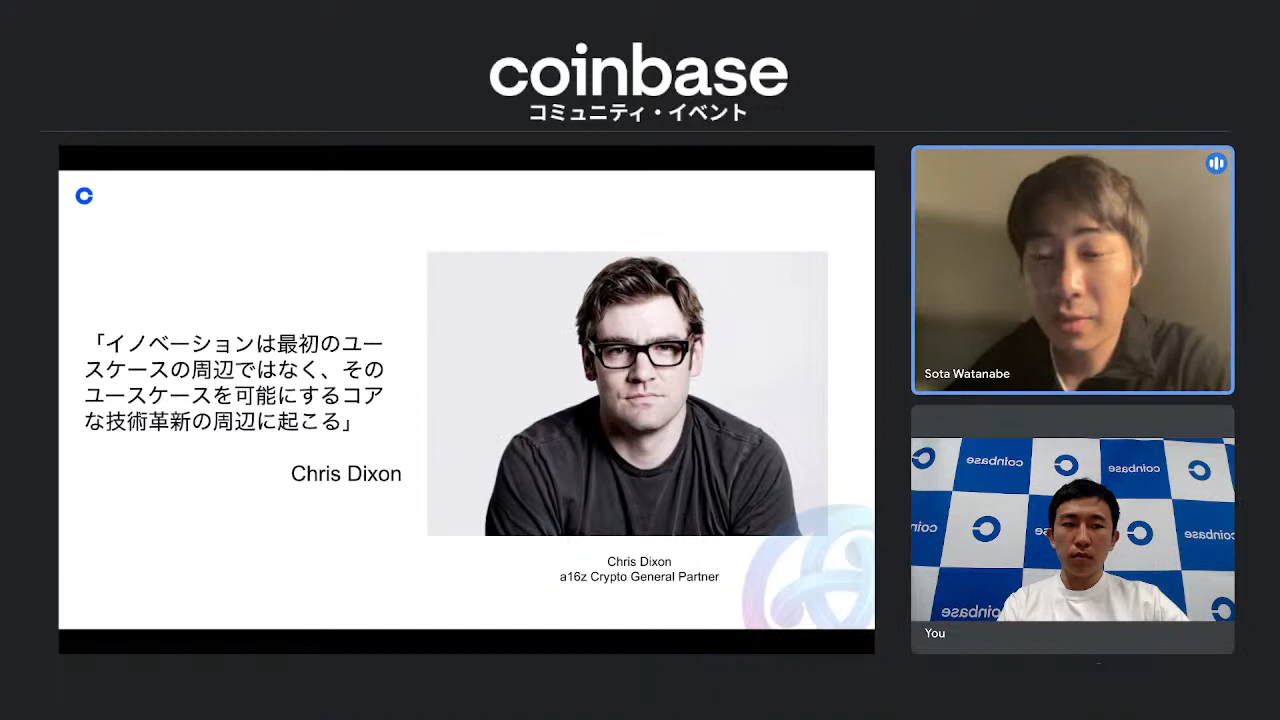 coinbase
コミュニティ・イベント
「イノベーションは最初のユー
スケースの周辺ではなく、その
ユースケースを可能にするコア
な技術革新の周辺に起こる」
Chris Dixon
Chris Dixon
a16z Crypto General Partner
Sota Watanabe
coinbase
coinbase
coinbase
You